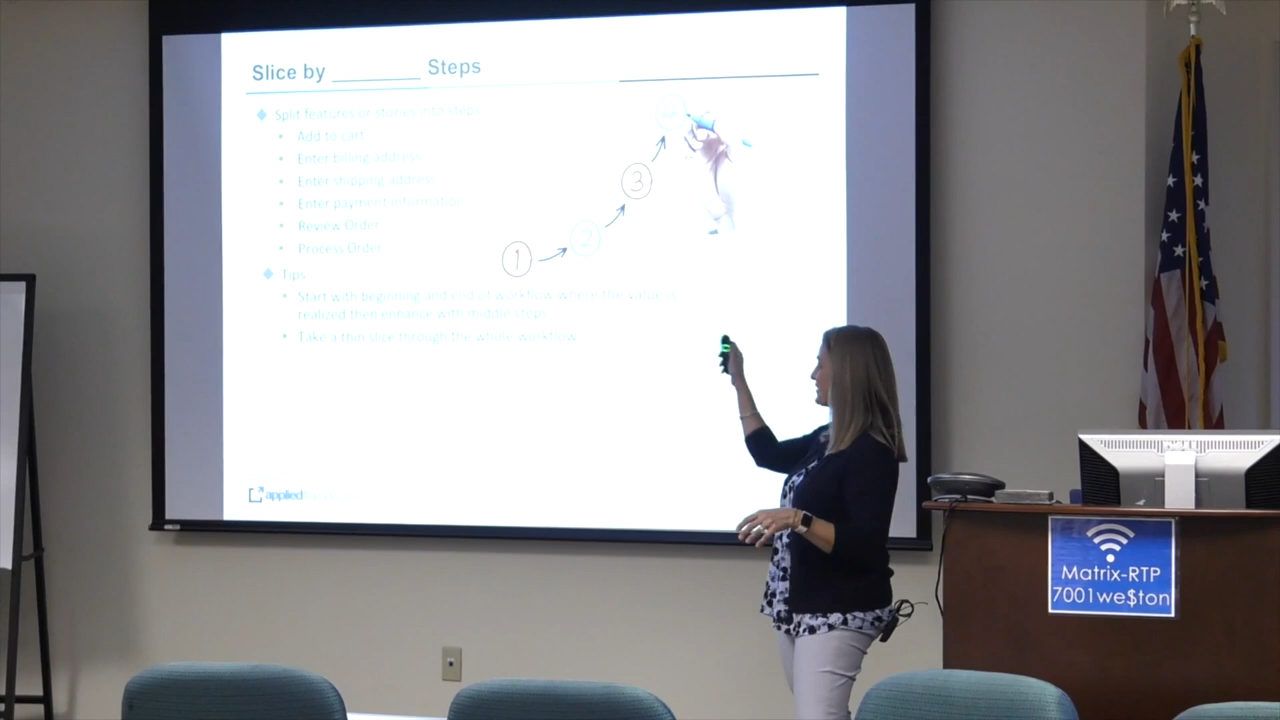 Slice by ________ Steps
Split features or stories into steps
Add to cart
Enter billing address
Enter shipping address
Enter payment information
Review Order
Process Order
Tips
Start with beginning and end of workflow where the value is
realized then enhance with middle steps
Take a thin slice through the whole workflow
1
2
3
4
applied
Matrix-RTP
7001we$ton